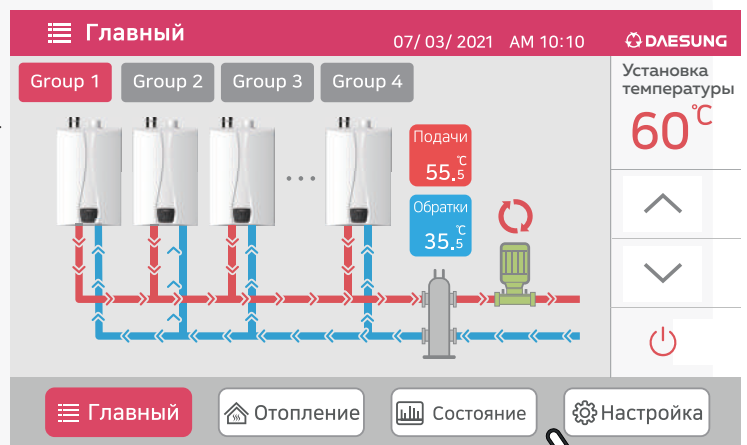 Главный
07/ 03/ 2021 AM 10:10
DAESUNG
Group 1
Group 2
Group 3
Group 4
Установка
температуры
60℃
Подачи
55.5℃
Обратки
35.5℃
Главный
Отопление
Состояние
Настройка